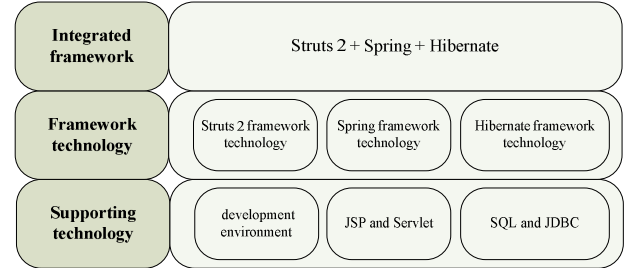 Integrated
framework
Struts 2 + Spring + Hibernate
Framework
technology
Struts 2 framework
technology
Spring framework
technology
Hibernate framework
technology
Supporting
technology
development
environment
JSP and Servlet
SQL and JDBC